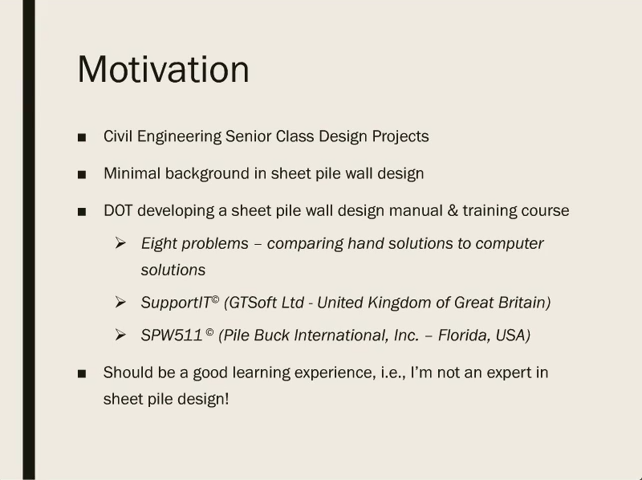 Motivation
■ Civil Engineering Senior Class Design Projects
■ Minimal background in sheet pile wall design
■ DOT developing a sheet pile wall design manual & training course
➢ Eight problems – comparing hand solutions to computer
solutions
➢ SupportIT© (GTSoft Ltd - United Kingdom of Great Britain)
➢ SPW511 © (Pile Buck International, Inc. – Florida, USA)
■ Should be a good learning experience, i.e., I’m not an expert in
sheet pile design!